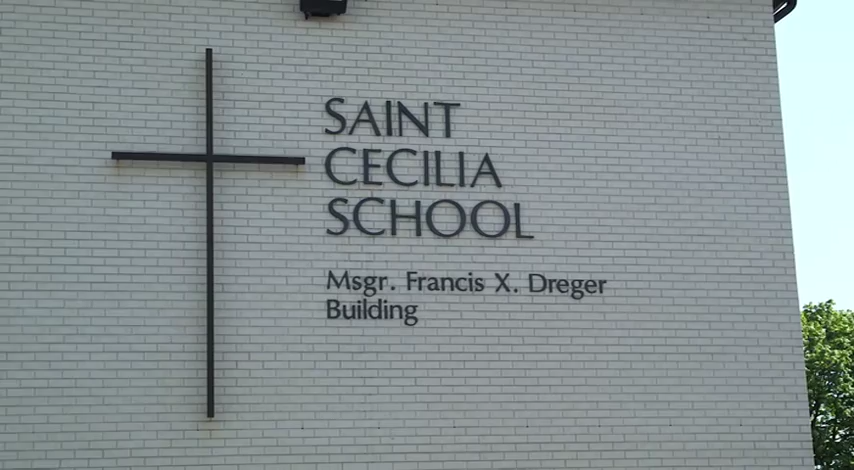 SAINT
CECILIA
SCHOOL
Msgr. Francis X. Dreger
Building